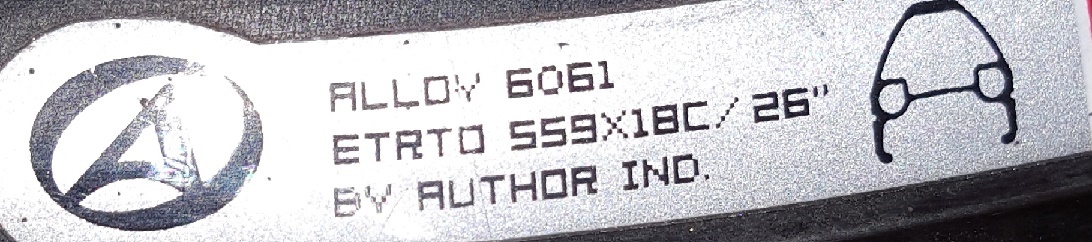 ALLOY 6061
ETRTO 559X18C/26"
BY AUTHOR IND.